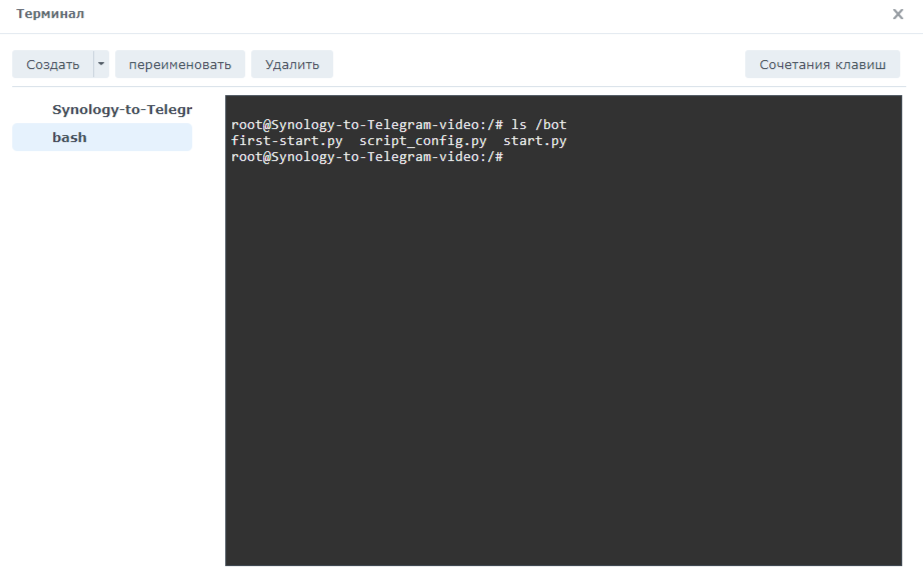 Терминал
Создать переименовать Удалить Сочетания клавиш
Synology-to-Telegr
bash
root@Synology-to-Telegram-video:/# ls /bot
first-start.py  script_config.py  start.py
root@Synology-to-Telegram-video:/#